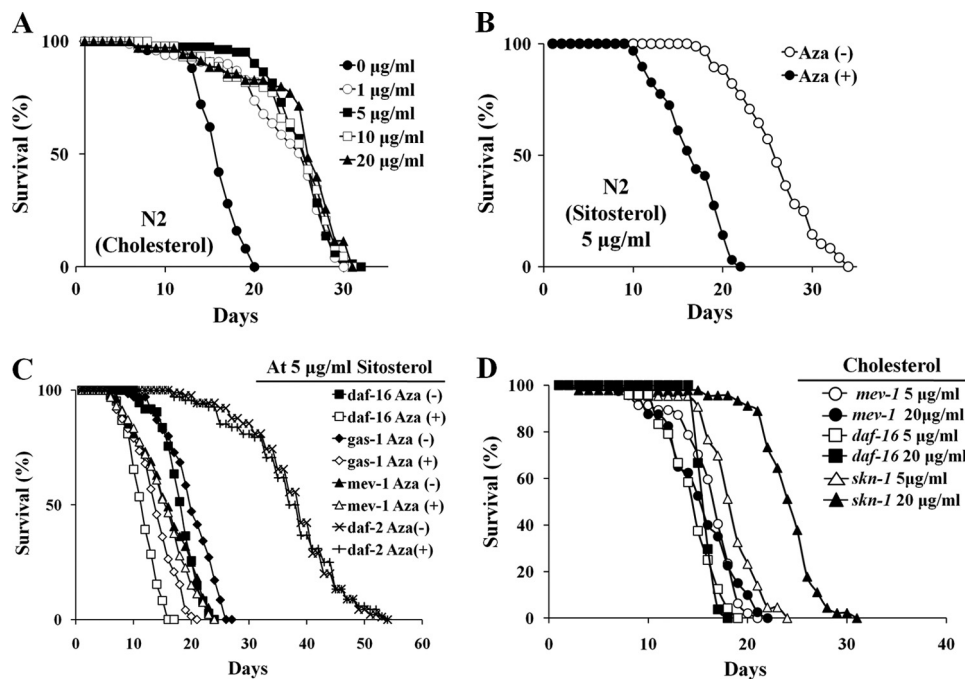 A
Survival (%)
100
50
0
0 10 20 30
Days
0 µg/ml
1 µg/ml
5 µg/ml
10 µg/ml
20 µg/ml
N2
(Cholesterol)
B
Survival (%)
100
50
0
0 10 20 30
Days
Aza (-)
Aza (+)
N2
(Sitosterol)
5 µg/ml
C
Survival (%)
100
50
0
0 10 20 30 40 50 60
Days
At 5 µg/ml Sitosterol
daf-16 Aza (-)
daf-16 Aza (+)
gas-1 Aza (-)
gas-1 Aza (+)
mev-1 Aza (-)
mev-1 Aza (+)
daf-2 Aza(-)
daf-2 Aza(+)
D
Survival (%)
100
80
60
40
20
0
0 10 20 30 40
Days
Cholesterol
mev-1 5 µg/ml
mev-1 20µg/ml
daf-16 5 µg/ml
daf-16 20 µg/ml
skn-1 5µg/ml
skn-1 20 µg/ml